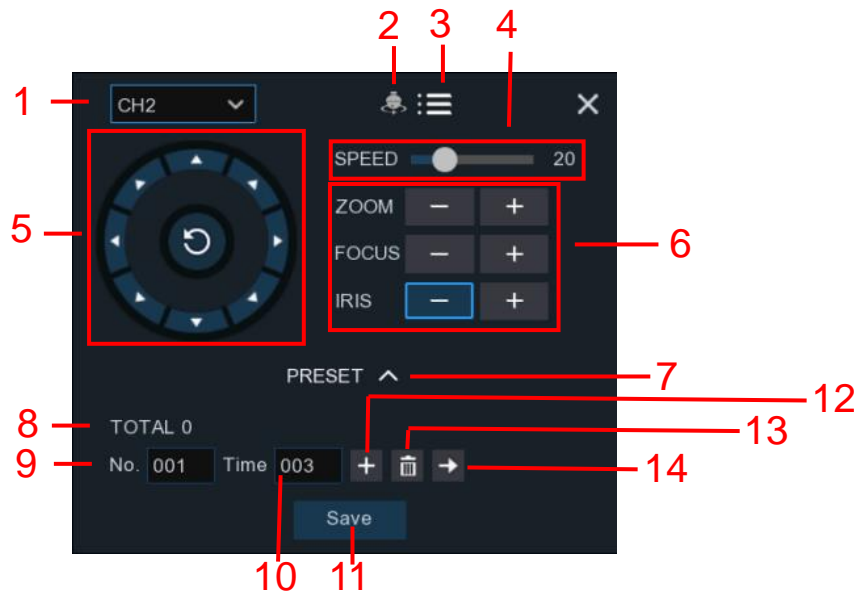 2 3 4
1 CH2
SPEED 20
ZOOM − +
5 FOCUS − + 6
IRIS − +
PRESET 7
12
8 TOTAL 0 13
9 No. 001 Time 003 + 14
Save
10 11